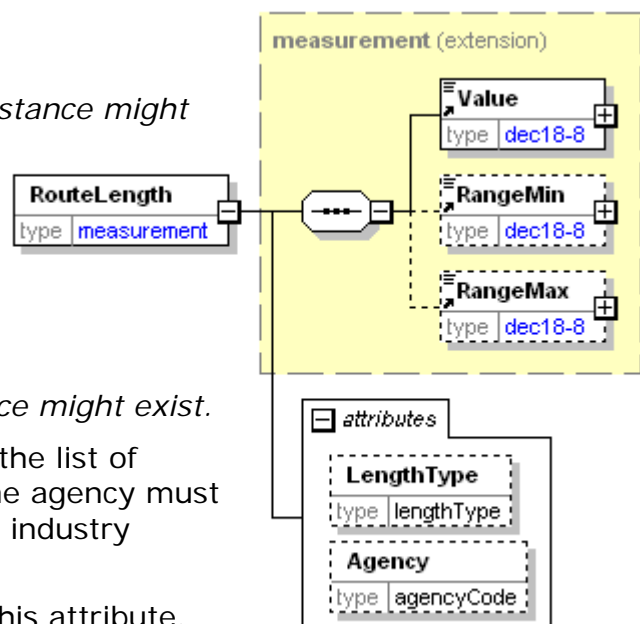 measurement (extension)
stance might
Value
type dec18-8
RouteLength
type measurement
RangeMin
type dec18-8
RangeMax
type dec18-8
ce might exist.
attributes
the list of
ne agency must
industry
LengthType
type lengthType
Agency
type agencyCode
his attribute.